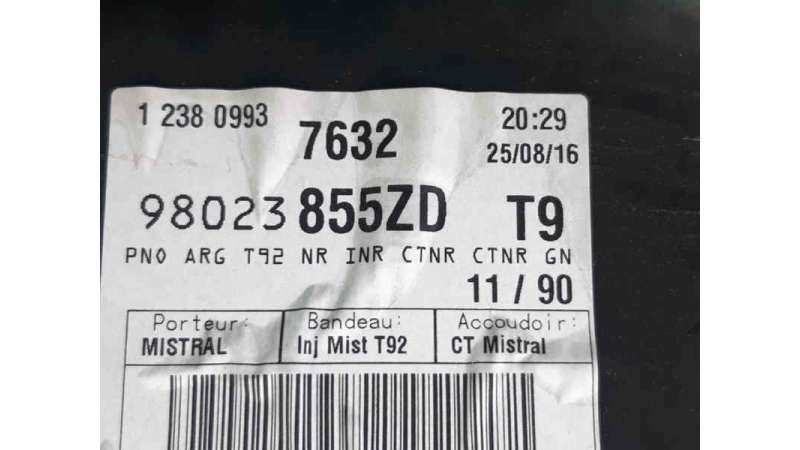 1 238 0993 7632 20:29
25/08/16
98023 855ZD T9
PNO ARG T92 NR INR CTNR CTNR GN
11 / 90
Porteur: Bandeau: Accoudoir:
MISTRAL Inj Mist T92 CT Mistral